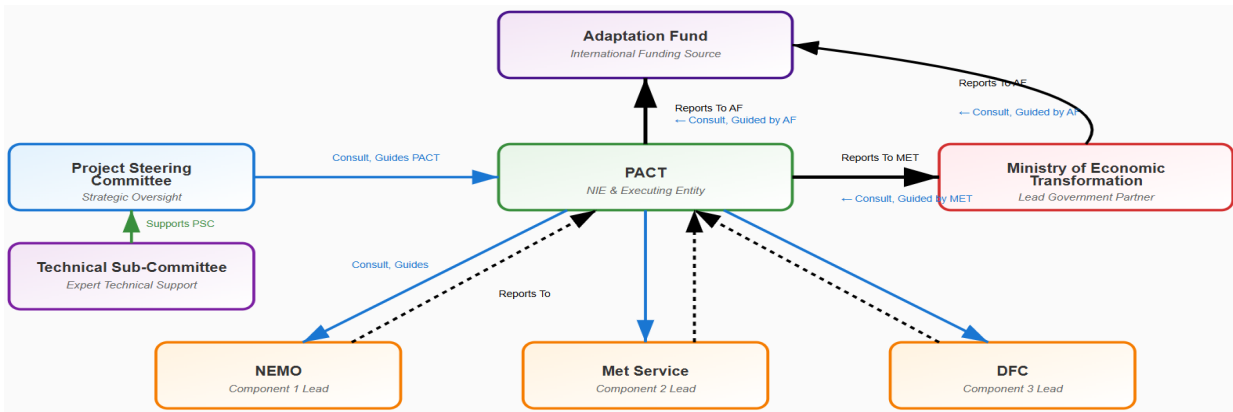 Adaptation Fund
International Funding Source
Reports To AF
← Consult, Guided by AF
Reports To AF
← Consult, Guided by AF
Project Steering
Committee
Strategic Oversight
Consult, Guides PACT
PACT
NIE & Executing Entity
Reports To MET
← Consult, Guided by MET
Ministry of Economic
Transformation
Lead Government Partner
Supports PSC
Technical Sub-Committee
Expert Technical Support
Consult, Guides
Reports To
NEMO
Component 1 Lead
Met Service
Component 2 Lead
DFC
Component 3 Lead